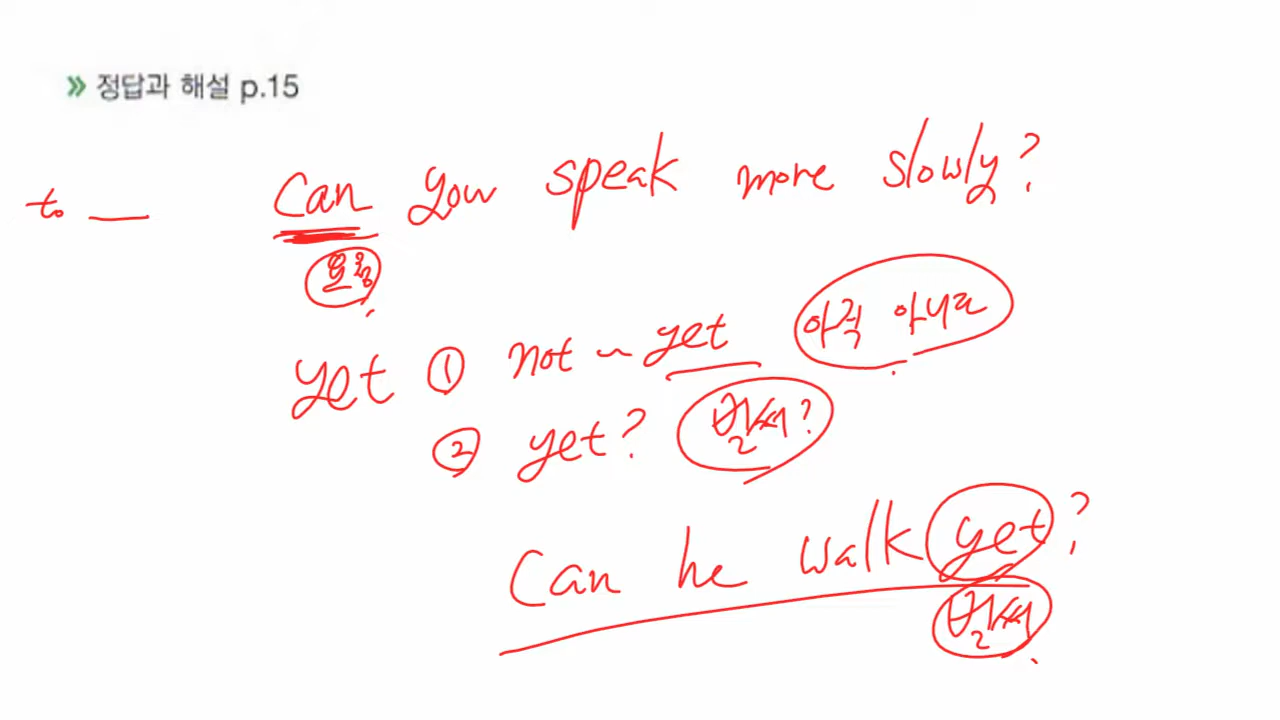 » 정답과 해설 p.15
to __ Can you speak more slowly?
요청
yet ① not ~ yet 아직 아니다
② yet? 벌써?
Can he walk yet?
벌써